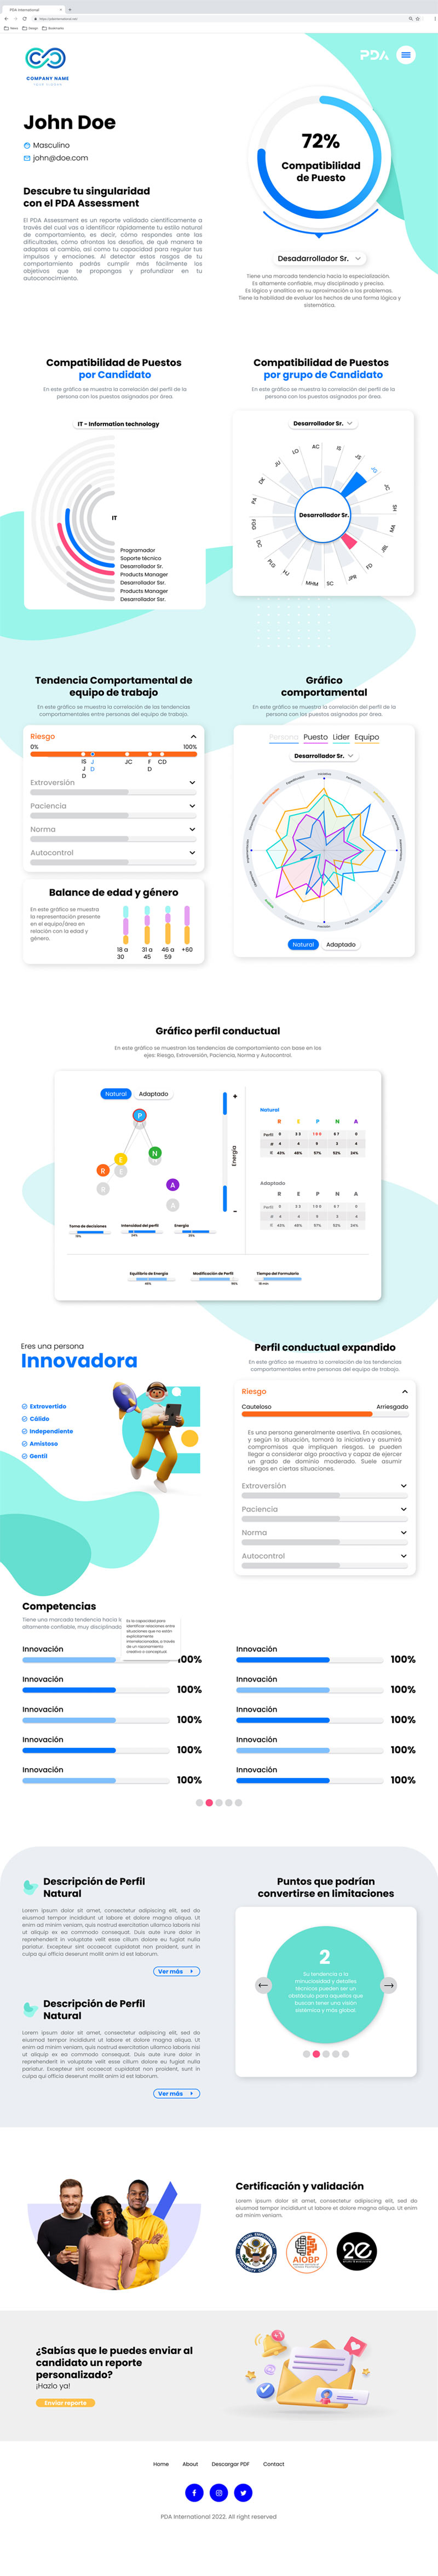 PDA International
News
Design
Bookmarks
COMPANY NAME
PDA
John Doe
Masculino
john@doe.com
72%
Compatibilidad
de Puesto
Descubre tu singularidad
con el PDA Assessment
El PDA Assessment es un reporte validado científicamente a
través del cual vas a identificar rápidamente tu estilo natural
de comportamiento, es decir, cómo respondes ante las
dificultades, cómo afrontas los desafíos, de qué manera te
adaptas al cambio, así como tu capacidad para regular tus
impulsos y emociones. Al detectar estos rasgos de tu
comportamiento podrás cumplir más fácilmente los
objetivos que te propongas y profundizar en tu
autoconocimiento.
Desadarrollador Sr.
Tiene una marcada tendencia hacia la especialización.
Es altamente confiable, muy disciplinado y preciso.
Es lógico y analítico en su aproximación a los problemas.
Tiene la habilidad de evaluar los hechos de una forma lógica y
sistemática.
Compatibilidad de Puestos
por Candidato
En este gráfico se muestra la correlación del perfil de la
persona con los puestos asignados por área.
IT - Information technology
IT
Programador
Soporte técnico
Desarrollador Sr.
Products Manager
Desarrollador Ssr.
Products Manager
Desarrollador Ssr.
Compatibilidad de Puestos
por grupo de Candidato
En este gráfico se muestra la correlación del perfil de la
persona con los puestos asignados por área.
Desarrollador Sr.
AC
IS
JS
JD
JC
SH
MA
JBL
FD
JPR
SC
MHM
HJ
PLG
DC
FGG
PA
DK
JU
LO
Desarrollador Sr.
Tendencia Comportamental de
equipo de trabajo
En este gráfico se muestra la correlación de las tendencias
comportamentales entre personas del equipo de trabajo.
Riesgo
0% 100%
IS J JC F CD
J D D
D
Extroversión
Paciencia
Norma
Autocontrol
Gráfico
comportamental
En este gráfico se muestra la correlación del perfil de la
persona con los puestos asignados por área.
Persona Puesto Lider Equipo
Desarrollador Sr.
Natural Adaptado
Balance de edad y género
En este gráfico se muestra
la representación presente
en el equipo/área en
relación con la edad y
género.
18 a 31 a 46 a +60
30 45 59
Gráfico perfil conductual
En este gráfico se muestran las tendencias de comportamiento con base en los
ejes: Riesgo, Extroversión, Paciencia, Norma y Autocontrol.
Natural Adaptado
P
N
E
R
R
E
A
A
+
Energía
-
Natural
R E P N A
Perfil
43% 48% 57% 52% 24%
Adaptado
R E P N A
Perfil
43% 48% 57% 52% 24%
Toma de decisiones
Intensidad del perfil
Energía
Equilibrio de Energía
Modificación de Perfil
Tiempo del Formulario
Eres una persona
Innovadora
Extrovertido
Cálido
Independiente
Amistoso
Gentil
Perfil conductual expandido
En este gráfico se muestra la correlación de las tendencias
comportamentales entre personas del equipo de trabajo.
Riesgo
Cauteloso Arriesgado
Es una persona generalmente asertiva. En ocasiones,
y según la situación, tomará la iniciativa y asumirá
compromisos que impliquen riesgos. Le pueden
llegar a considerar algo proactiva y capaz de ejercer
un grado de dominio moderado. Suele asumir
riesgos en ciertas situaciones.
Extroversión
Paciencia
Norma
Autocontrol
Competencias
Tiene una marcada tendencia hacia l
altamente confiable, muy disciplinado
Es la capacidad para
identificar relaciones entre
situaciones que no están
explícitamente
interrelacionadas, a través
de un razonamiento
creativo o conceptual.
Innovación 100% Innovación 100%
Innovación 100% Innovación 100%
Innovación 100% Innovación 100%
Innovación 100% Innovación 100%
Innovación 100% Innovación 100%
Descripción de Perfil
Natural
Lorem ipsum dolor sit amet, consectetur adipiscing elit, sed do
eiusmod tempor incididunt ut labore et dolore magna aliqua. Ut
enim ad minim veniam, quis nostrud exercitation ullamco laboris nisi
ut aliquip ex ea commodo consequat. Duis aute irure dolor in
reprehenderit in voluptate velit esse cillum dolore eu fugiat nulla
pariatur. Excepteur sint occaecat cupidatat non proident, sunt in
culpa qui officia deserunt mollit anim id est laborum.
Ver más
Descripción de Perfil
Natural
Lorem ipsum dolor sit amet, consectetur adipiscing elit, sed do
eiusmod tempor incididunt ut labore et dolore magna aliqua. Ut
enim ad minim veniam, quis nostrud exercitation ullamco laboris nisi
ut aliquip ex ea commodo consequat. Duis aute irure dolor in
reprehenderit in voluptate velit esse cillum dolore eu fugiat nulla
pariatur. Excepteur sint occaecat cupidatat non proident, sunt in
culpa qui officia deserunt mollit anim id est laborum.
Ver más
Puntos que podrían
convertirse en limitaciones
2
Su tendencia a la
minuciosidad y detalles
técnicos pueden ser un
obstáculo para aquellos que
buscan tener una visión
sistémica y más global.
Certificación y validación
Lorem ipsum dolor sit amet, consectetur adipiscing elit, sed do
eiusmod tempor incididunt ut labore et dolore magna aliqua. Ut enim
ad minim veniam.
AIOBP
2e
¿Sabías que le puedes enviar al
candidato un reporte
personalizado?
¡Hazlo ya!
Enviar reporte
Home About Descargar PDF Contact
PDA International 2022. All right reserved